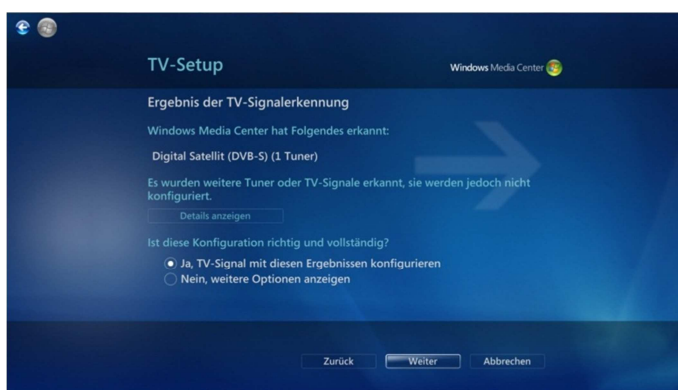 TV-Setup
Windows Media Center
Ergebnis der TV-Signalerkennung
Windows Media Center hat Folgendes erkannt:
Digital Satellit (DVB-S) (1 Tuner)
Es wurden weitere Tuner oder TV-Signale erkannt, sie werden jedoch nicht
konfiguriert.
Details anzeigen
Ist diese Konfiguration richtig und vollständig?
Ja, TV-Signal mit diesen Ergebnissen konfigurieren
Nein, weitere Optionen anzeigen
Zurück Weiter Abbrechen